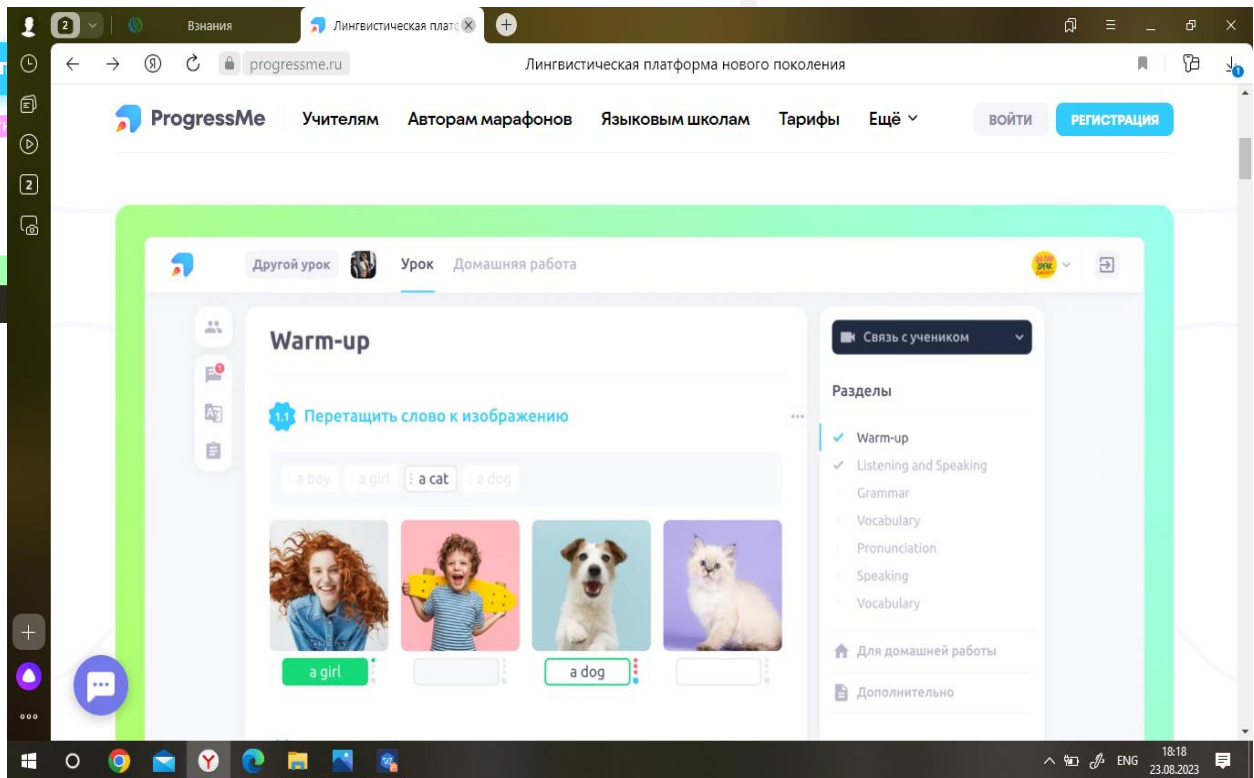 2 Взнания Лингвистическая платс
progressme.ru Лингвистическая платформа нового поколения
ProgressMe Учителям Авторам марафонов Языковым школам Тарифы Ещё ВОЙТИ РЕГИСТРАЦИЯ
Другой урок Урок Домашняя работа
Warm-up
1.1 Перетащить слово к изображению
a boy a girl a cat a dog
a girl a dog
Связь с учеником
Разделы
Warm-up
Listening and Speaking
Grammar
Vocabulary
Pronunciation
Speaking
Vocabulary
Для домашней работы
Дополнительно
ENG 18:18
23.08.2023